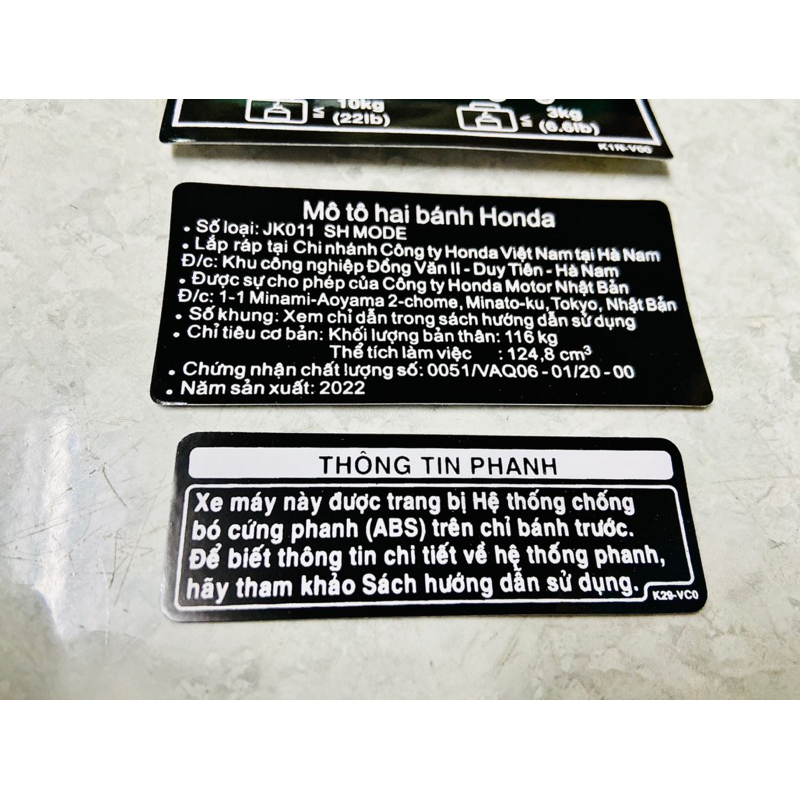 ≤ 10kg
(22lb)
≤ 3kg
(6.6lb)
K1N-V00
Mô tô hai bánh Honda
• Số loại: JK011 SH MODE
• Lắp ráp tại Chi nhánh Công ty Honda Việt Nam tại Hà Nam
Đ/c: Khu công nghiệp Đồng Văn II - Duy Tiên - Hà Nam
• Được sự cho phép của Công ty Honda Motor Nhật Bản
Đ/c: 1-1 Minami-Aoyama 2-chome, Minato-ku, Tokyo, Nhật Bản
• Số khung: Xem chỉ dẫn trong sách hướng dẫn sử dụng
• Chỉ tiêu cơ bản: Khối lượng bản thân: 116 kg
Thể tích làm việc : 124,8 cm³
• Chứng nhận chất lượng số: 0051/VAQ06 - 01/20 - 00
• Năm sản xuất: 2022
THÔNG TIN PHANH
Xe máy này được trang bị Hệ thống chống
bó cứng phanh (ABS) trên chỉ bánh trước.
Để biết thông tin chi tiết về hệ thống phanh,
hãy tham khảo Sách hướng dẫn sử dụng.
K29-VC0